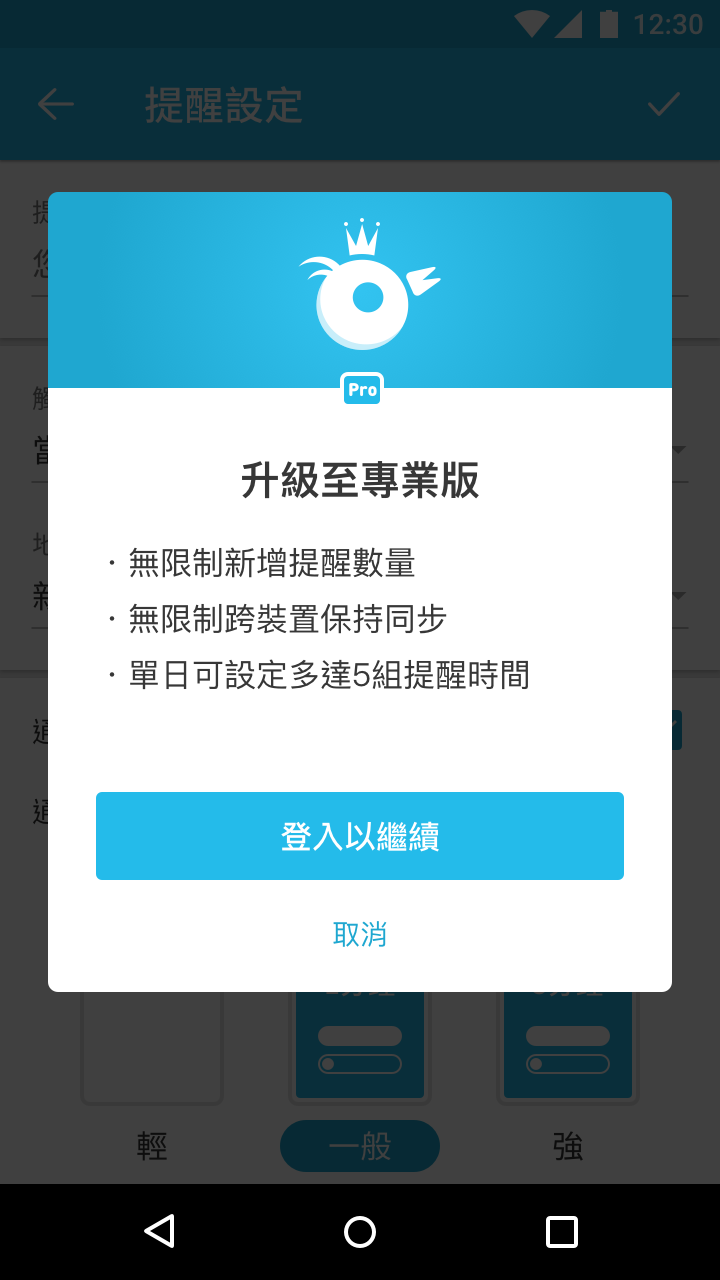 12:30
提醒設定
Pro
升級至專業版
· 無限制新增提醒數量
· 無限制跨裝置保持同步
· 單日可設定多達5組提醒時間
登入以繼續
取消
輕
一般
強